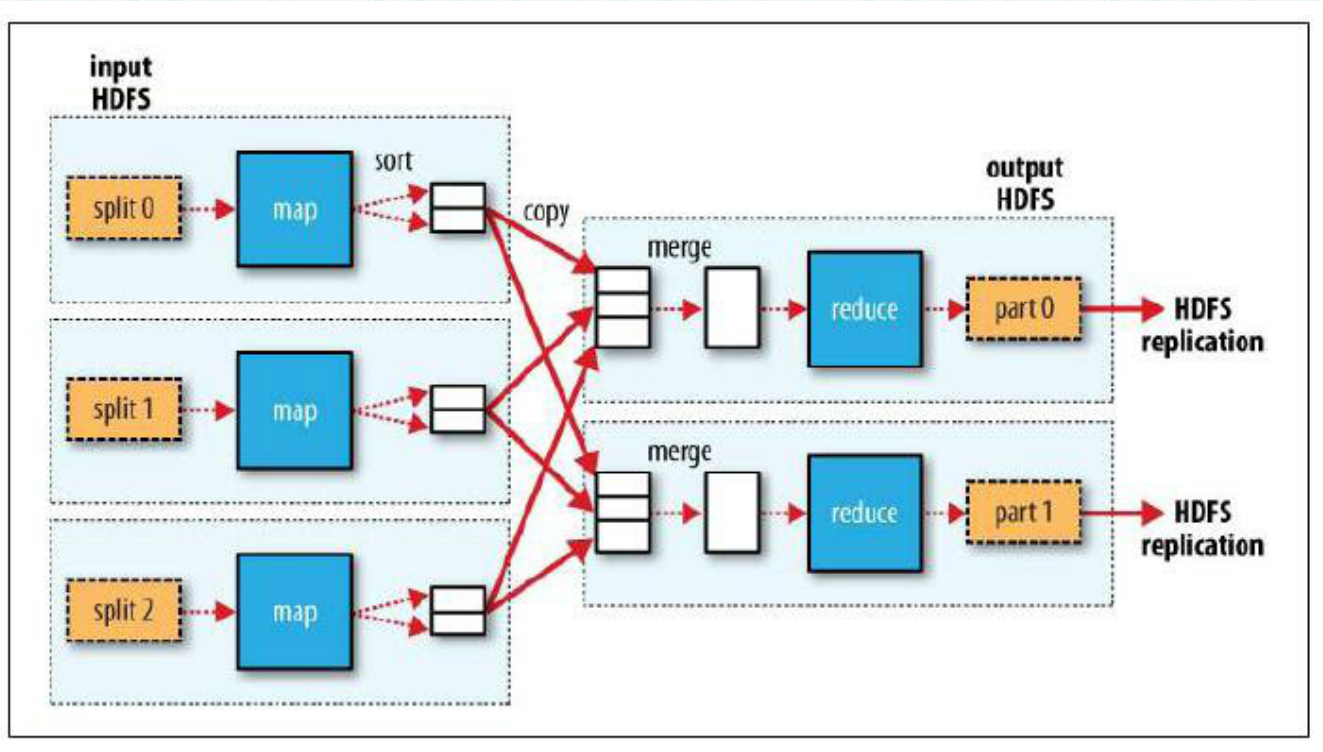 input
HDFS
split 0
map
sort
copy
split 1
map
split 2
map
output
HDFS
merge
reduce
part 0
HDFS
replication
merge
reduce
part 1
HDFS
replication